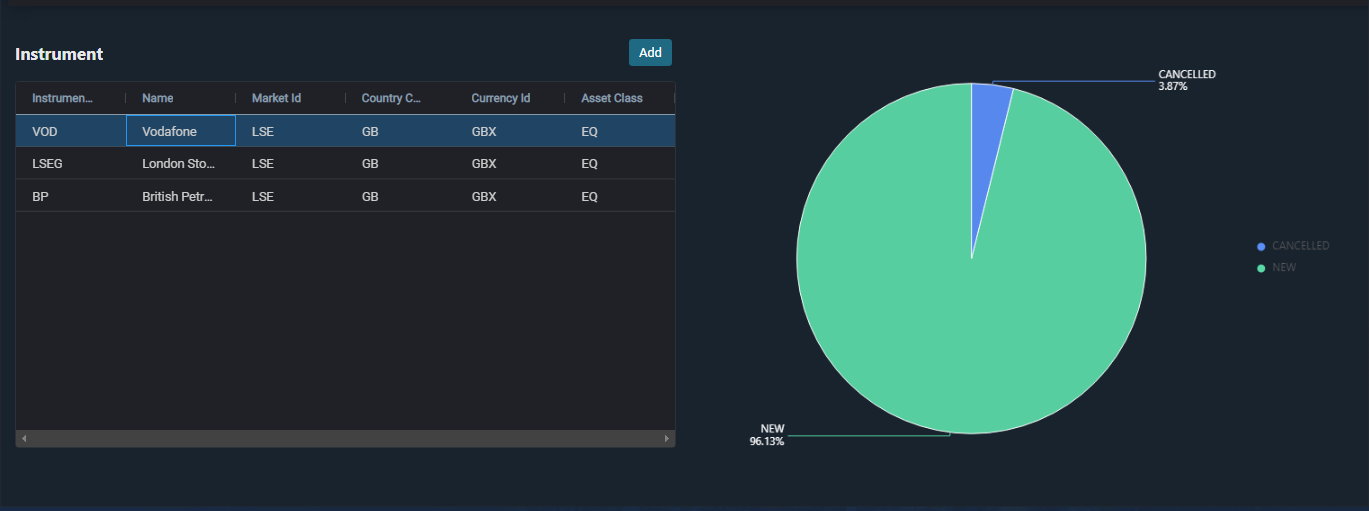 Instrument
Add
Instrumen... Name Market Id Country C... Currency Id Asset Class
VOD Vodafone LSE GB GBX EQ
LSEG London Sto... LSE GB GBX EQ
BP British Petr... LSE GB GBX EQ
CANCELLED
3.87%
NEW
96.13%
CANCELLED
NEW